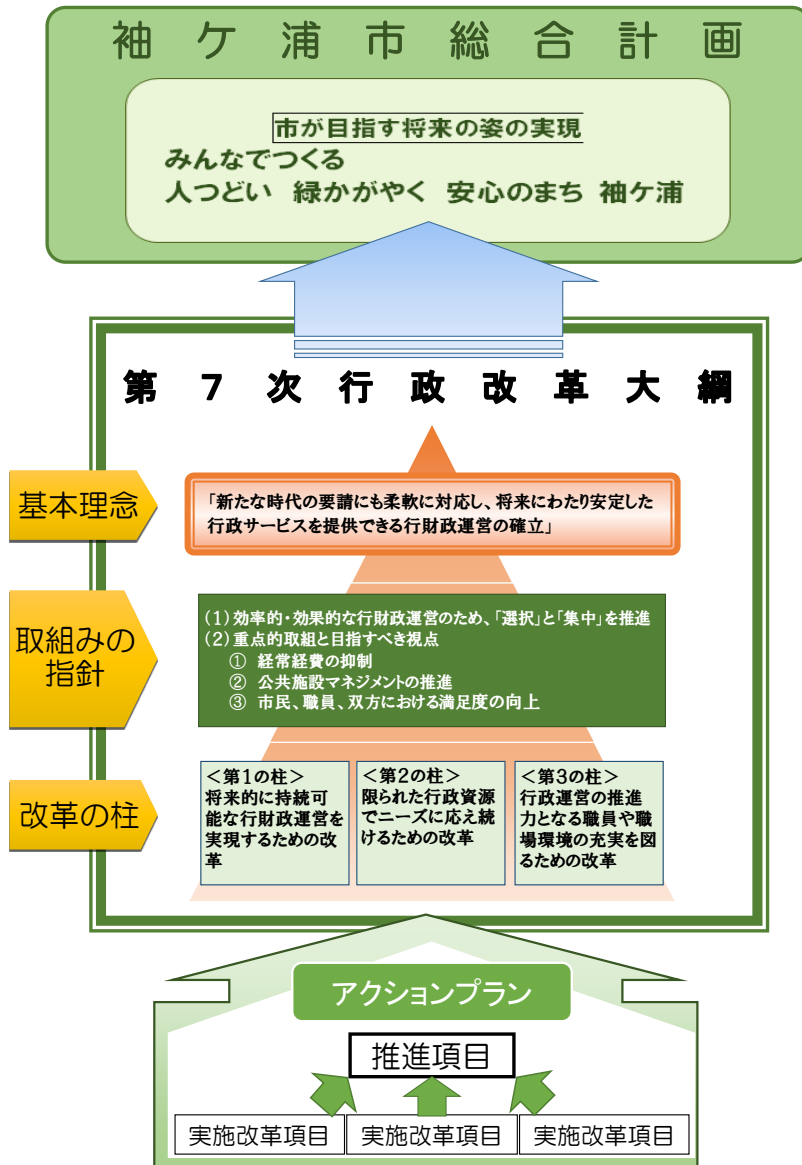 袖ケ浦市総合計画
市が目指す将来の姿の実現
みんなでつくる
人つどい 緑かがやく 安心のまち 袖ケ浦
第7次行政改革大綱
基本理念
「新たな時代の要請にも柔軟に対応し、将来にわたり安定した
行政サービスを提供できる行財政運営の確立」
取組みの
指針
(1)効率的・効果的な行財政運営のため、「選択」と「集中」を推進
(2)重点的取組と目指すべき視点
① 経常経費の抑制
② 公共施設マネジメントの推進
③ 市民、職員、双方における満足度の向上
改革の柱
＜第1の柱＞
将来的に持続可
能な行財政運営を
実現するための改
革
＜第2の柱＞
限られた行政資源
でニーズに応え続
けるための改革
＜第3の柱＞
行政運営の推進
力となる職員や職
場環境の充実を図
るための改革
アクションプラン
推進項目
実施改革項目
実施改革項目
実施改革項目